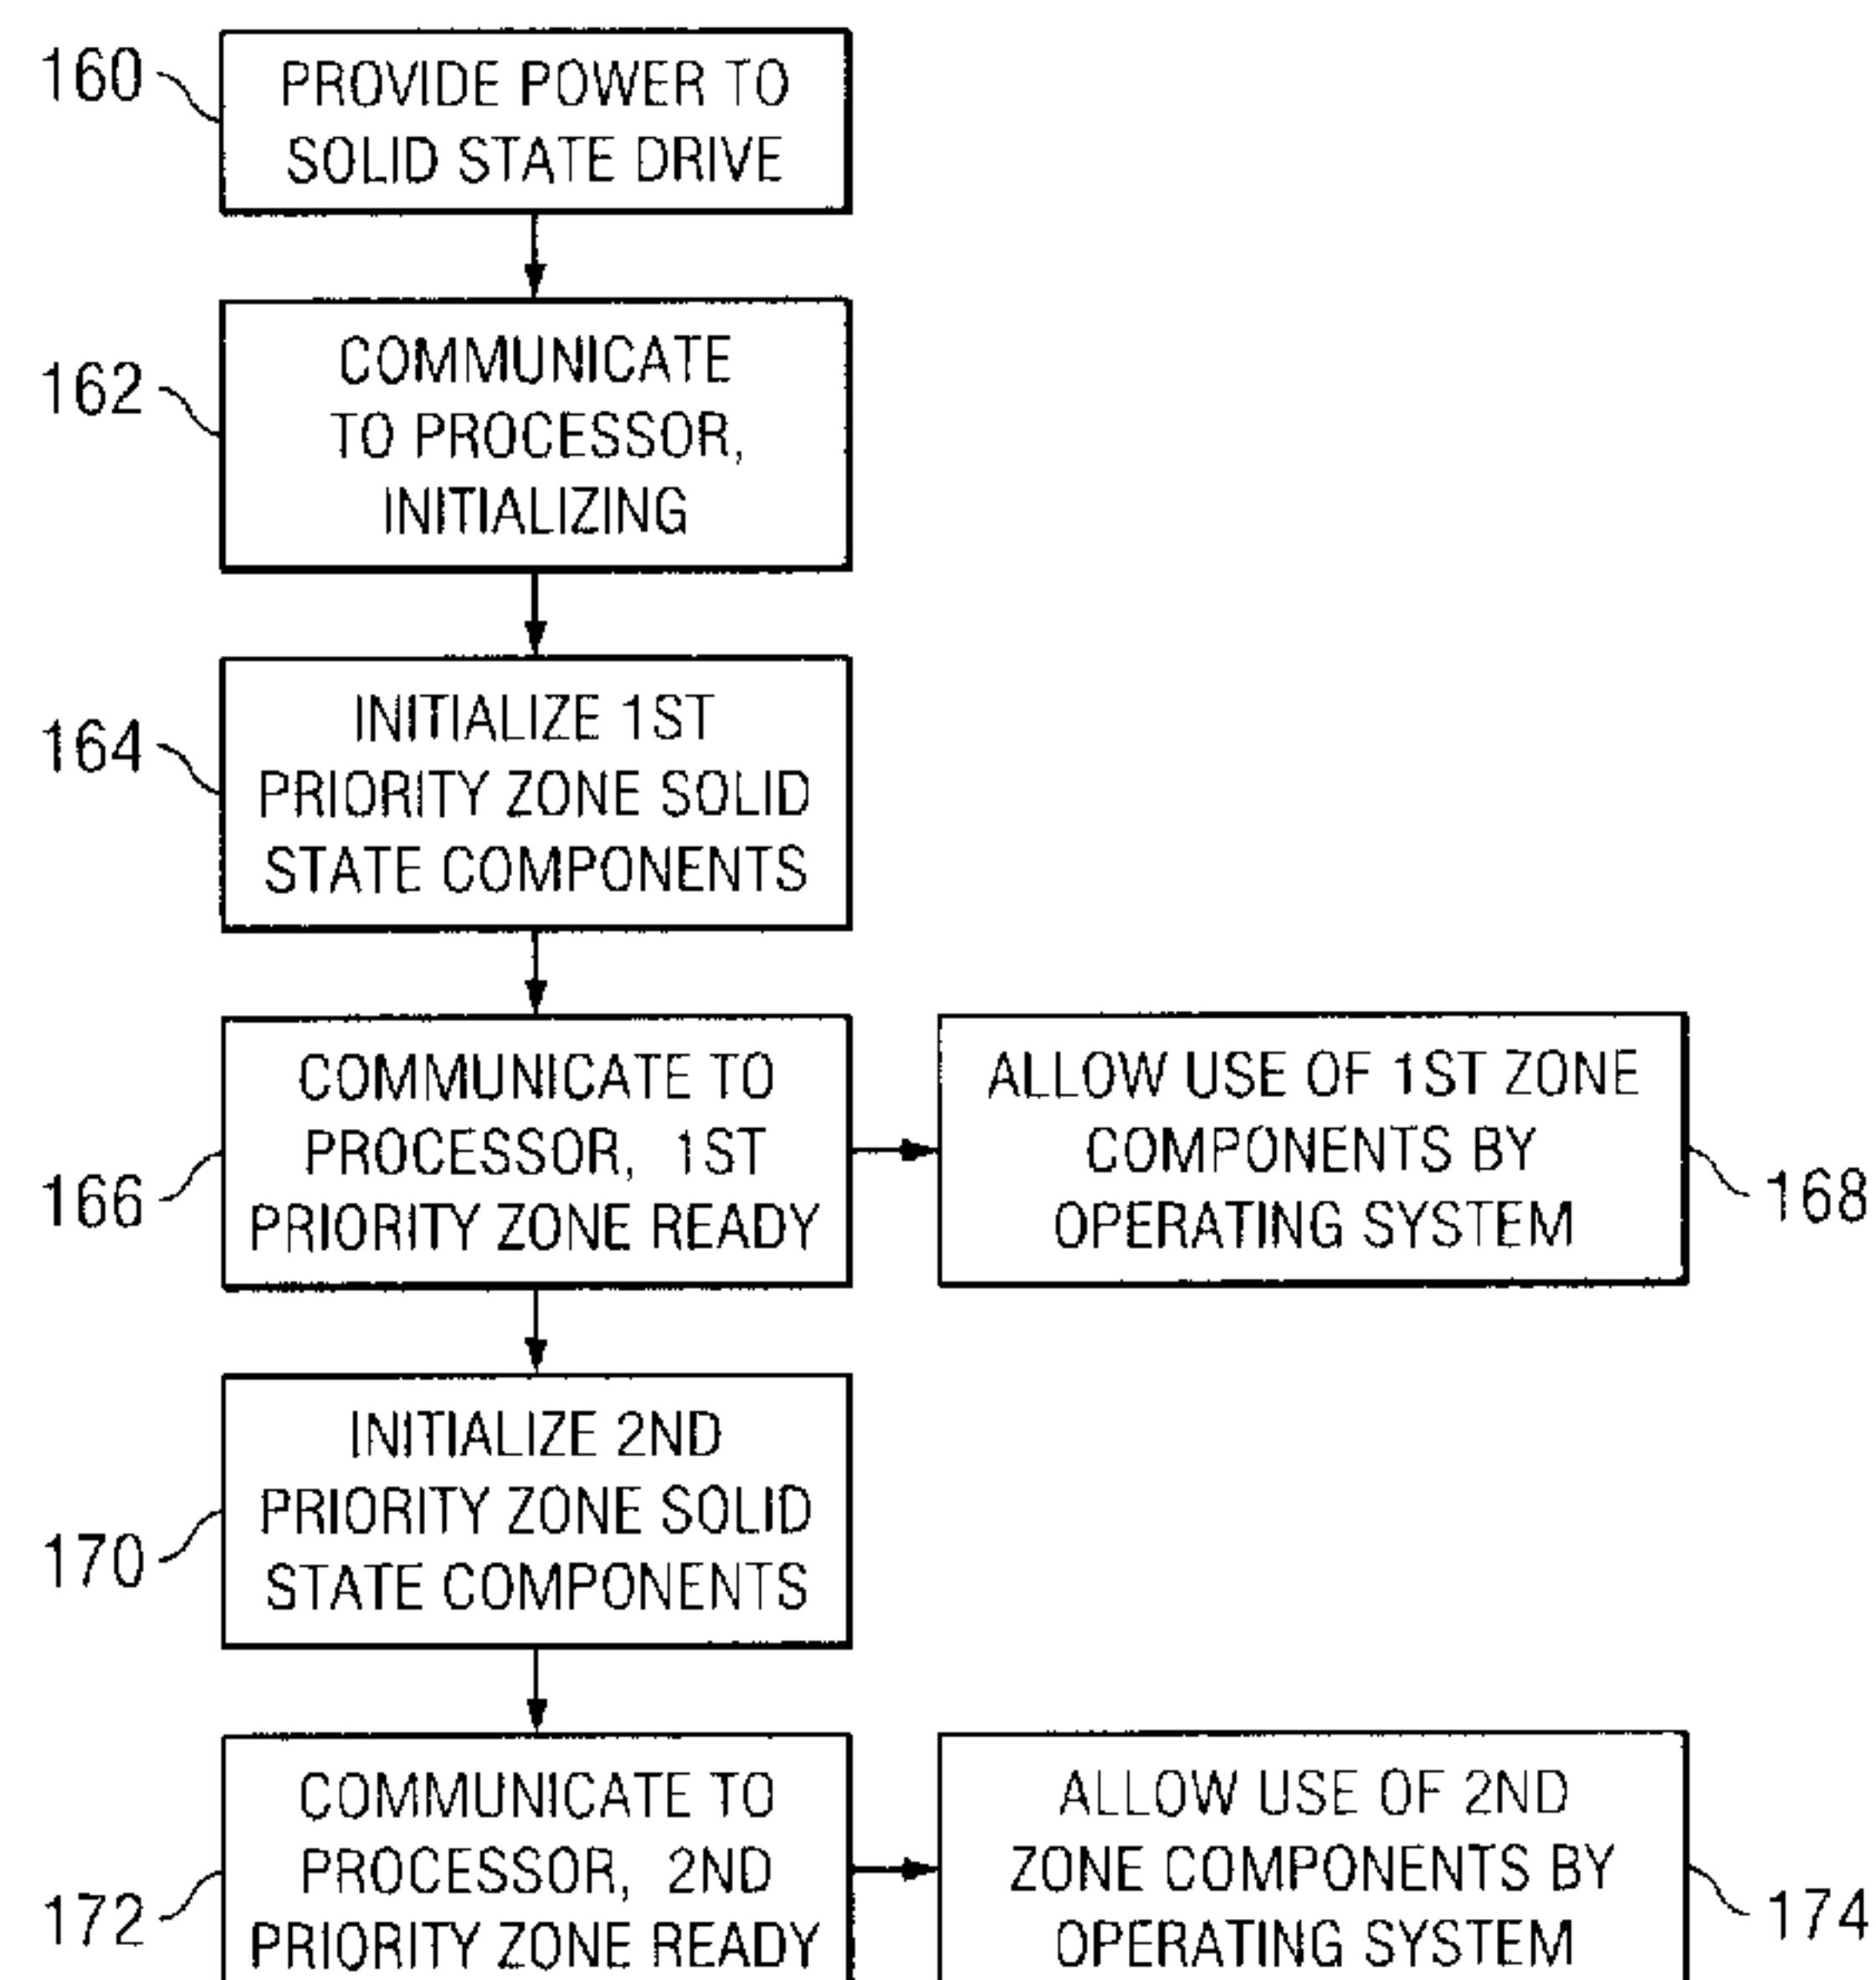 160
PROVIDE POWER TO
SOLID STATE DRIVE
162
COMMUNICATE
TO PROCESSOR,
INITIALIZING
164
INITIALIZE 1ST
PRIORITY ZONE SOLID
STATE COMPONENTS
166
COMMUNICATE TO
PROCESSOR, 1ST
PRIORITY ZONE READY
ALLOW USE OF 1ST ZONE
COMPONENTS BY
OPERATING SYSTEM
168
170
INITIALIZE 2ND
PRIORITY ZONE SOLID
STATE COMPONENTS
172
COMMUNICATE TO
PROCESSOR, 2ND
PRIORITY ZONE READY
ALLOW USE OF 2ND
ZONE COMPONENTS BY
OPERATING SYSTEM
174